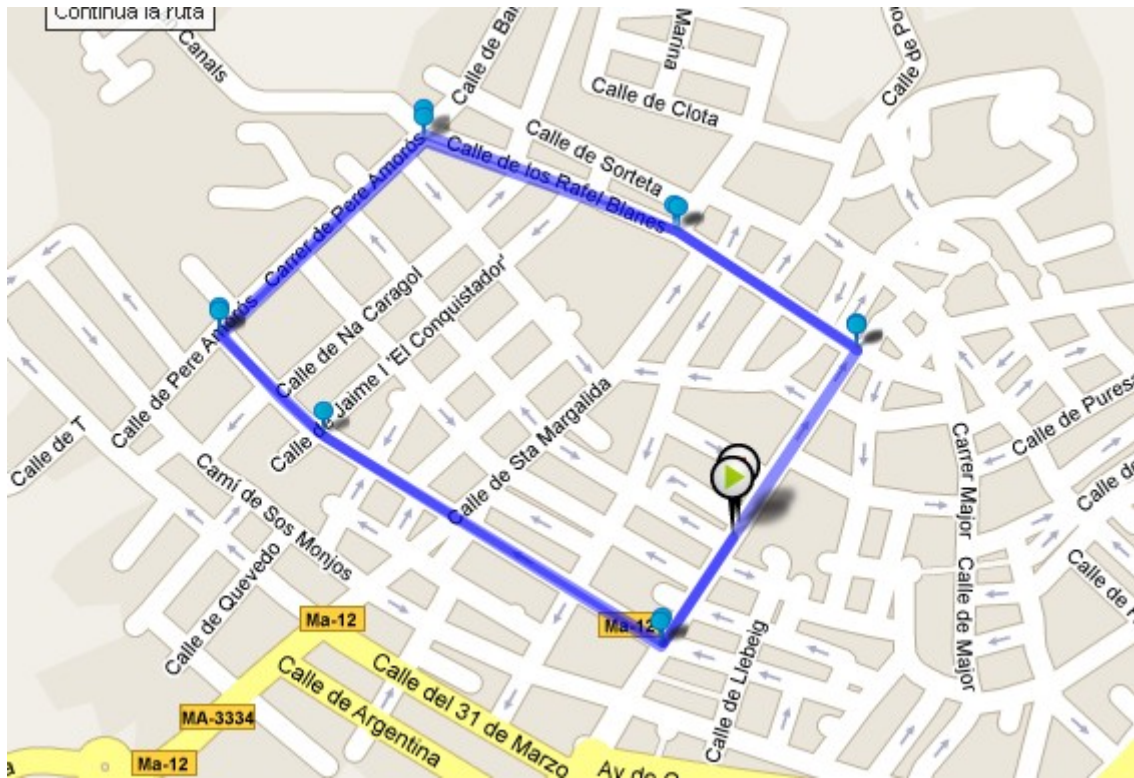 Continua la ruta
Canals
Calle de Ba
Marina
Calle de Po
Calle de Clota
Calle de Sorteta
Calle de los Rafel Blanes
Carrer de Pere Amorós
Calle de Pere Amorós
Calle de Na Caragol
Calle de Jaime I 'El Conquistador'
Calle de Sta Margalida
Calle de T
Camí de Sos Monjos
Calle de Quevedo
Calle de Puresa
Carrer Major
Calle de Major
Calle de
Calle de
Calle de Llebeig
Ma-12
Ma-12
MA-3334
Ma-12
Calle del 31 de Marzo
Calle de Argentina
Av de